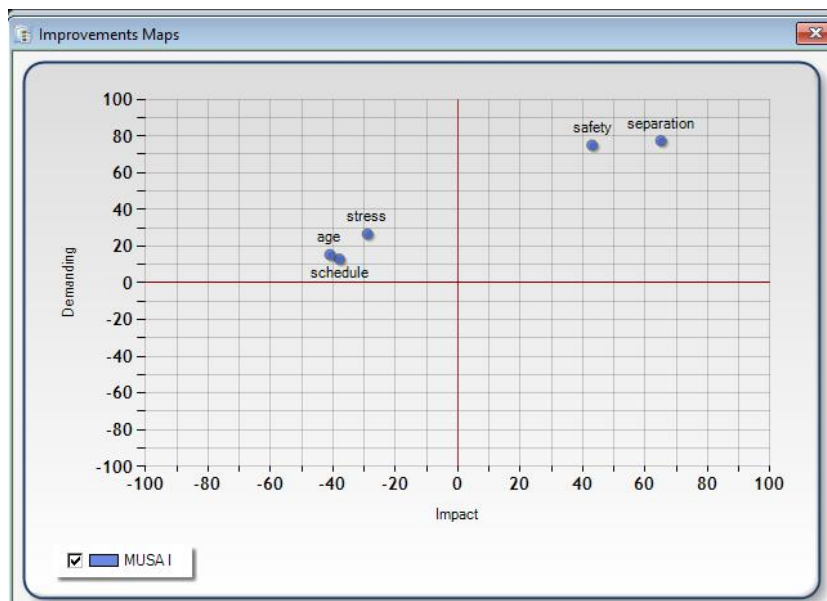 Improvements Maps
100
80
60
40
20
0
-20
-40
-60
-80
-100
Demanding
safety
separation
stress
age
schedule
-100 -80 -60 -40 -20 0 20 40 60 80 100
Impact
MUSA I